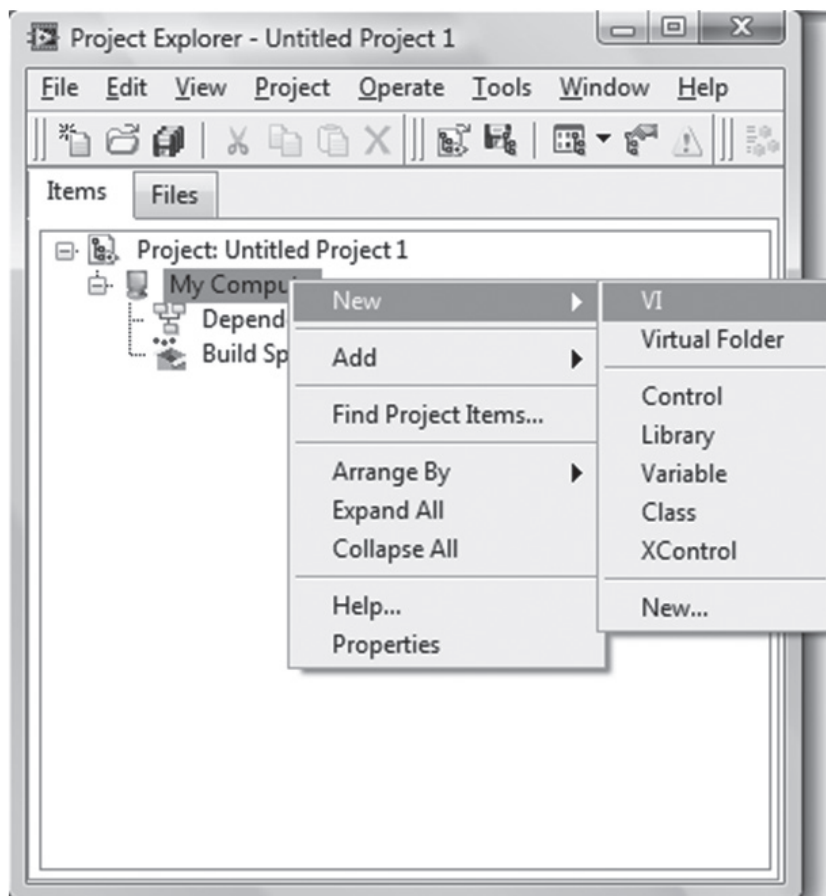 Project Explorer - Untitled Project 1
File Edit View Project Operate Tools Window Help
Items Files
Project: Untitled Project 1
My Compu
Depend
Build Sp
New
Add
Find Project Items...
Arrange By
Expand All
Collapse All
Help...
Properties
VI
Virtual Folder
Control
Library
Variable
Class
XControl
New...